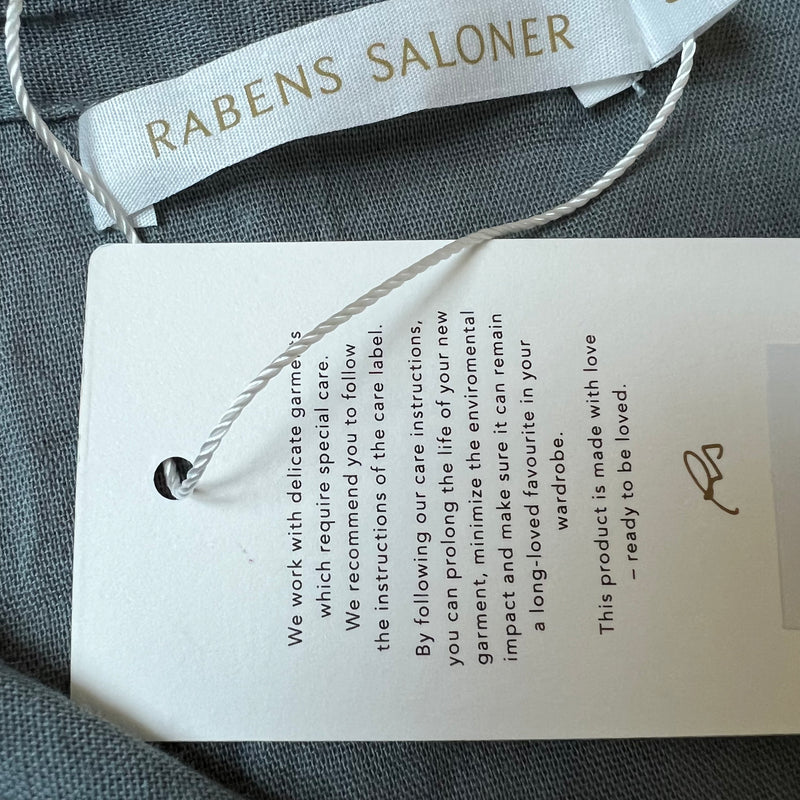 RABENS SALONER
We work with delicate garments
which require special care.
We recommend you to follow
the instructions of the care label.
By following our care instructions,
you can prolong the life of your new
garment, minimize the enviromental
impact and make sure it can remain
a long-loved favourite in your
wardrobe.
This product is made with love
– ready to be loved.